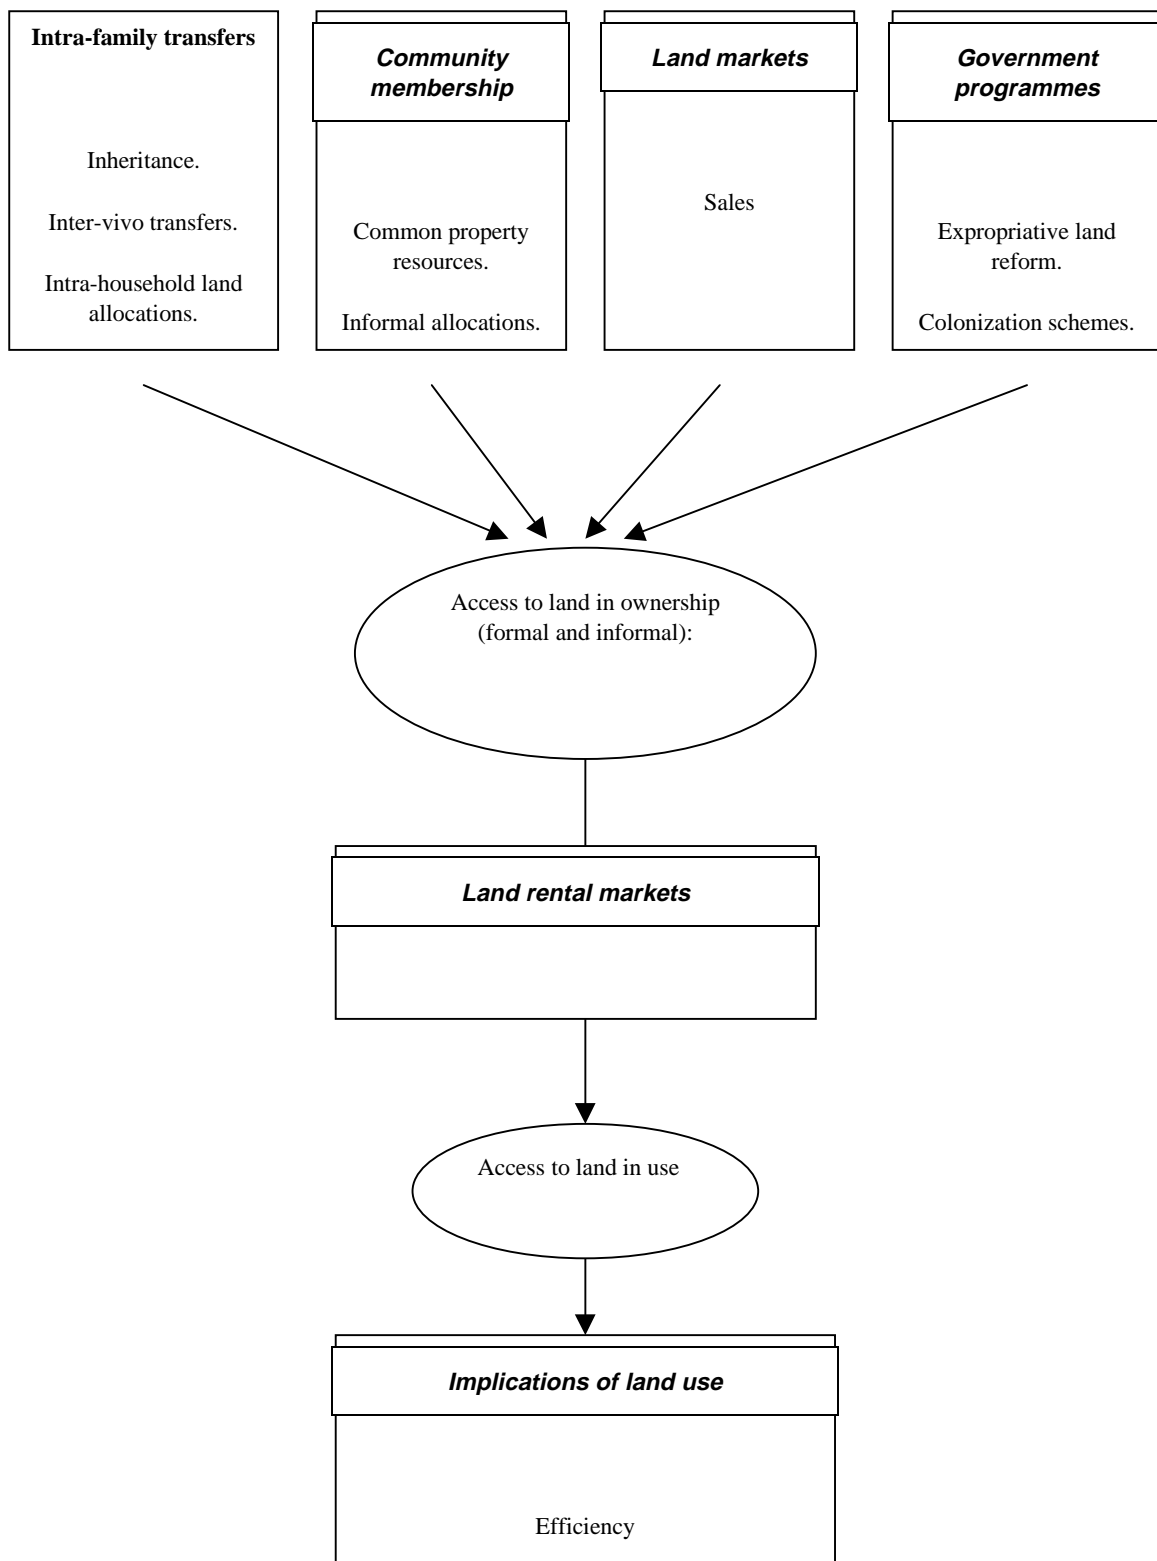 Intra-family transfers
Inheritance.
Inter-vivo transfers.
Intra-household land
allocations.
Community
membership
Common property
resources.
Informal allocations.
Land markets
Sales
Government
programmes
Expropriative land
reform.
Colonization schemes.
Access to land in ownership
(formal and informal):
Land rental markets
Access to land in use
Implications of land use
Efficiency